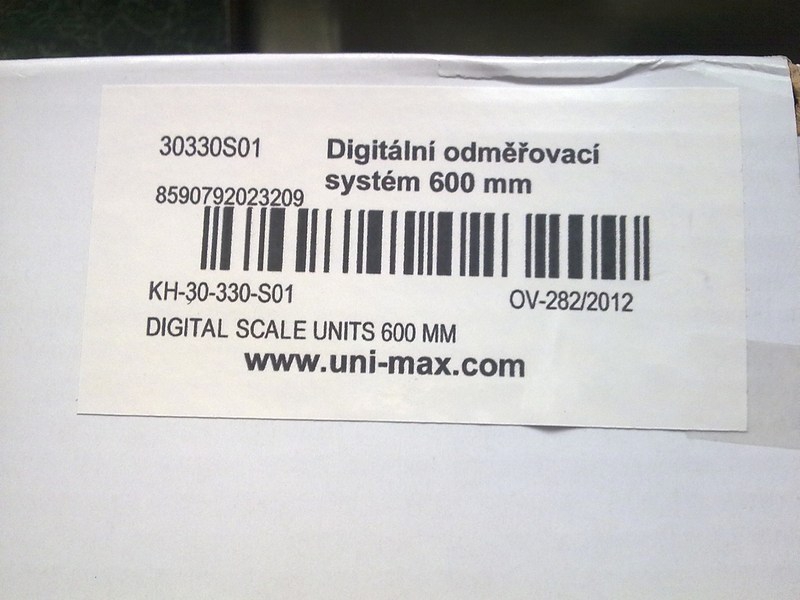 30330S01
Digitální odměřovací
systém 600 mm
8590792023209
KH-30-330-S01
OV-282/2012
DIGITAL SCALE UNITS 600 MM
www.uni-max.com